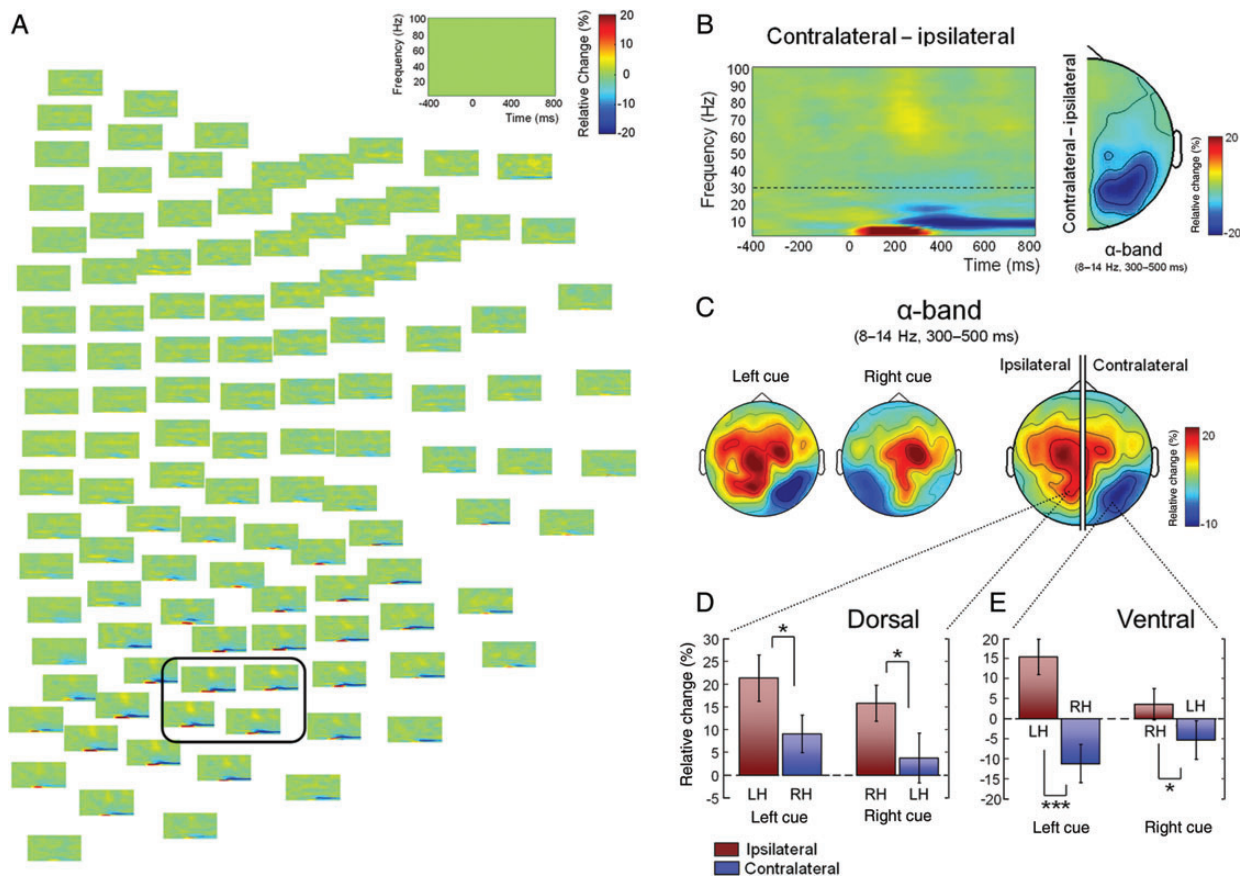 A
Frequency (Hz)
100
80
60
40
20
-400
0
400
800
Time (ms)
Relative Change (%)
20
10
0
-10
-20
B
Contralateral – ipsilateral
Frequency (Hz)
100
90
80
70
60
50
40
30
20
10
-400
-200
0
200
400
600
800
Time (ms)
Contralateral – ipsilateral
Relative change (%)
20
-20
α-band
(8–14 Hz, 300–500 ms)
C
α-band
(8–14 Hz, 300–500 ms)
Left cue
Right cue
Ipsilateral
Contralateral
Relative change (%)
20
-10
D
Dorsal
Relative change (%)
30
25
20
15
10
5
0
-5
*
*
LH
RH
RH
LH
Left cue
Right cue
E
Ventral
20
15
10
5
0
-5
-10
-15
-20
RH
LH
LH
RH
***
*
Left cue
Right cue
Ipsilateral
Contralateral